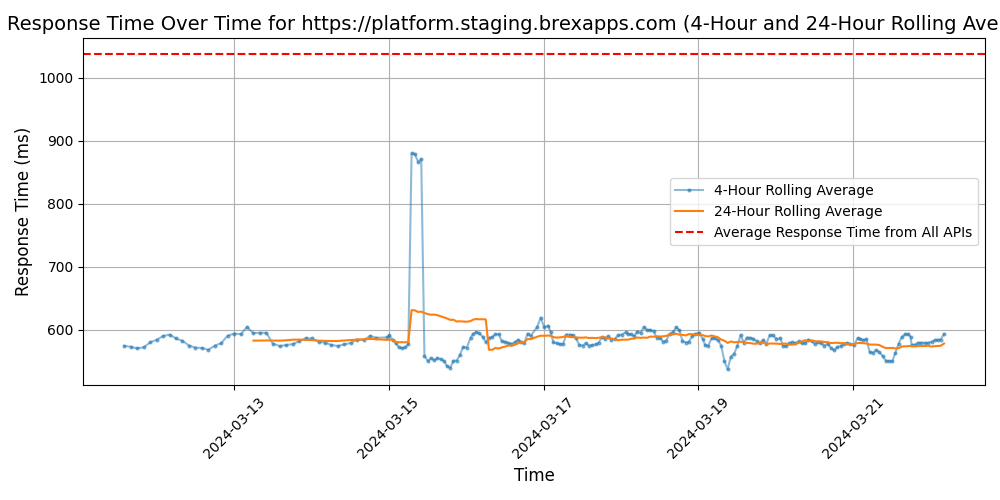 Response Time Over Time for https://platform.staging.brexapps.com (4-Hour and 24-Hour Rolling Ave
Response Time (ms)
1000
900
800
700
600
4-Hour Rolling Average
24-Hour Rolling Average
Average Response Time from All APIs
2024-03-13
2024-03-15
2024-03-17
2024-03-19
2024-03-21
Time